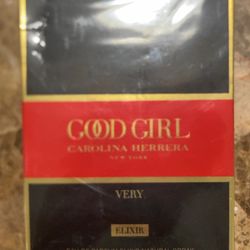 GOOD GIRL
CAROLINA HERRERA
NEW YORK
VERY
ELIXIR